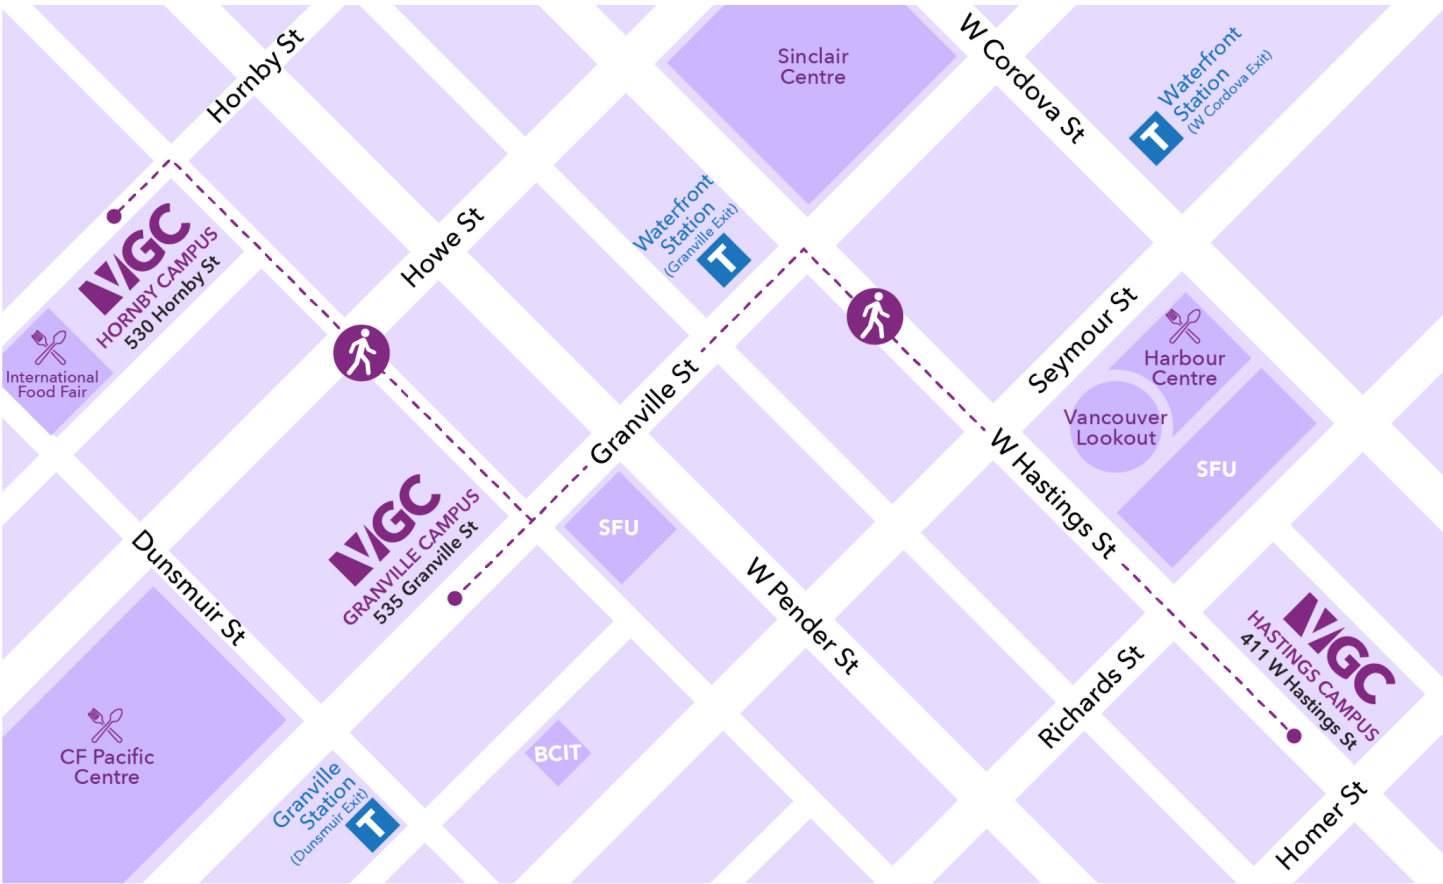 Hornby St
Sinclair
Centre
W Cordova St
Waterfront
Station
(W Cordova Exit)
T
VGC
HORNBY CAMPUS
530 Hornby St
Howe St
Waterfront
Station
(Granville Exit)
T
International
Food Fair
Granville St
Seymour St
Harbour
Centre
Vancouver
Lookout
SFU
W Hastings St
VGC
GRANVILLE CAMPUS
535 Granville St
SFU
Dunsmuir St
W Pender St
VGC
HASTINGS CAMPUS
411 W Hastings St
Richards St
CF Pacific
Centre
BCIT
Granville
Station
(Dunsmuir Exit)
T
Homer St